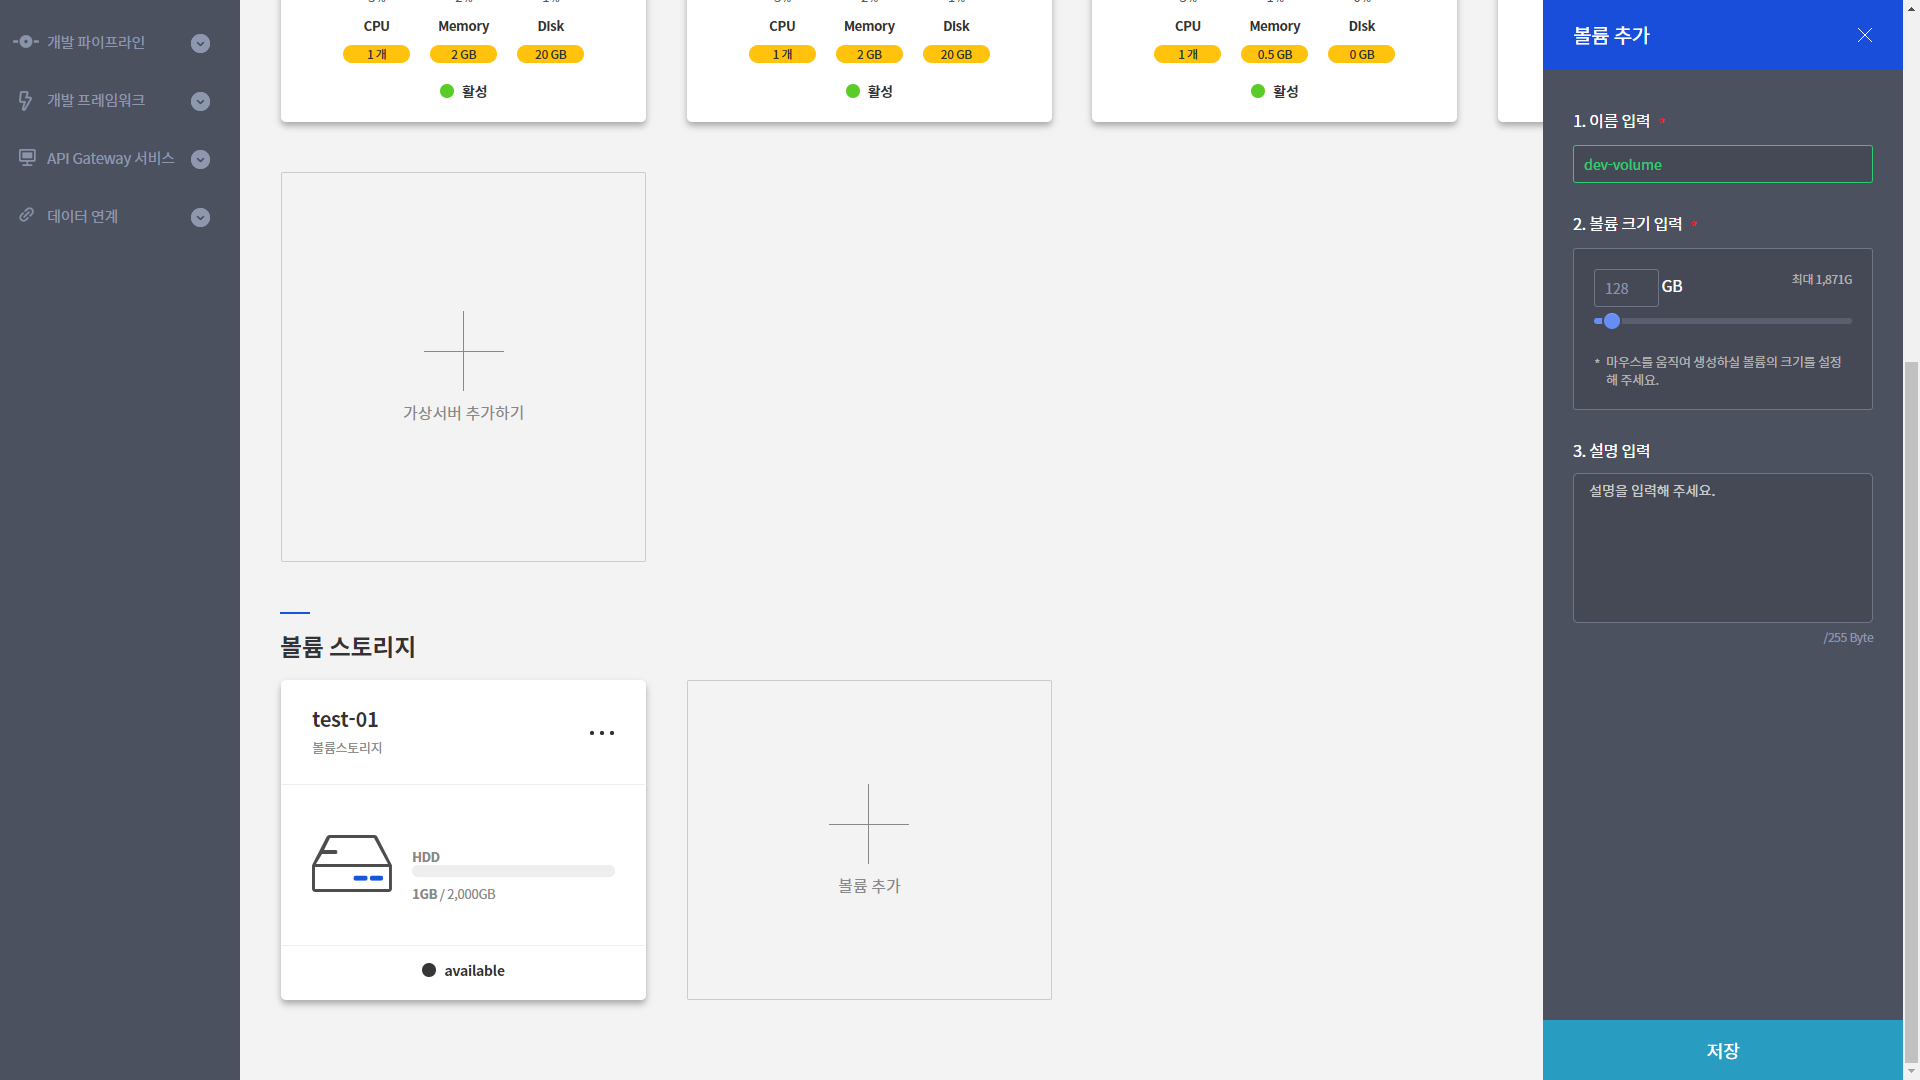 개발 파이프라인
개발 프레임워크
API Gateway 서비스
데이터 연계
CPU Memory DIsk
1 개 2 GB 20 GB
활성
CPU Memory DIsk
1 개 2 GB 20 GB
활성
CPU Memory DIsk
1 개 0.5 GB 0 GB
활성
가상서버 추가하기
볼륨 스토리지
test-01
볼륨스토리지
HDD
1GB / 2,000GB
available
볼륨 추가
볼륨 추가
1. 이름 입력 *
dev-volume
2. 볼륨 크기 입력 *
128 GB
최대 1,871G
* 마우스를 움직여 생성하실 볼륨의 크기를 설정
해 주세요.
3. 설명 입력
설명을 입력해 주세요.
/255 Byte
저장